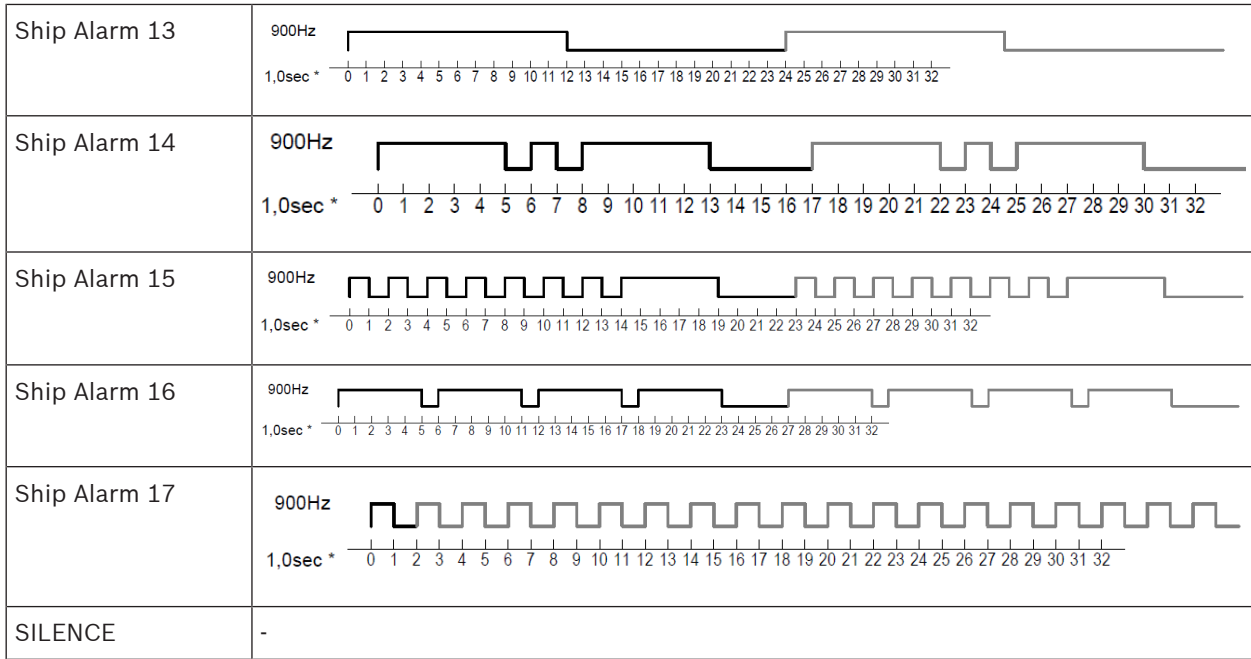 Ship Alarm 13
900Hz
1,0sec * 0 1 2 3 4 5 6 7 8 9 10 11 12 13 14 15 16 17 18 19 20 21 22 23 24 25 26 27 28 29 30 31 32
Ship Alarm 14
900Hz
1,0sec * 0 1 2 3 4 5 6 7 8 9 10 11 12 13 14 15 16 17 18 19 20 21 22 23 24 25 26 27 28 29 30 31 32
Ship Alarm 15
900Hz
1,0sec * 0 1 2 3 4 5 6 7 8 9 10 11 12 13 14 15 16 17 18 19 20 21 22 23 24 25 26 27 28 29 30 31 32
Ship Alarm 16
900Hz
1,0sec * 0 1 2 3 4 5 6 7 8 9 10 11 12 13 14 15 16 17 18 19 20 21 22 23 24 25 26 27 28 29 30 31 32
Ship Alarm 17
900Hz
1,0sec * 0 1 2 3 4 5 6 7 8 9 10 11 12 13 14 15 16 17 18 19 20 21 22 23 24 25 26 27 28 29 30 31 32
SILENCE -